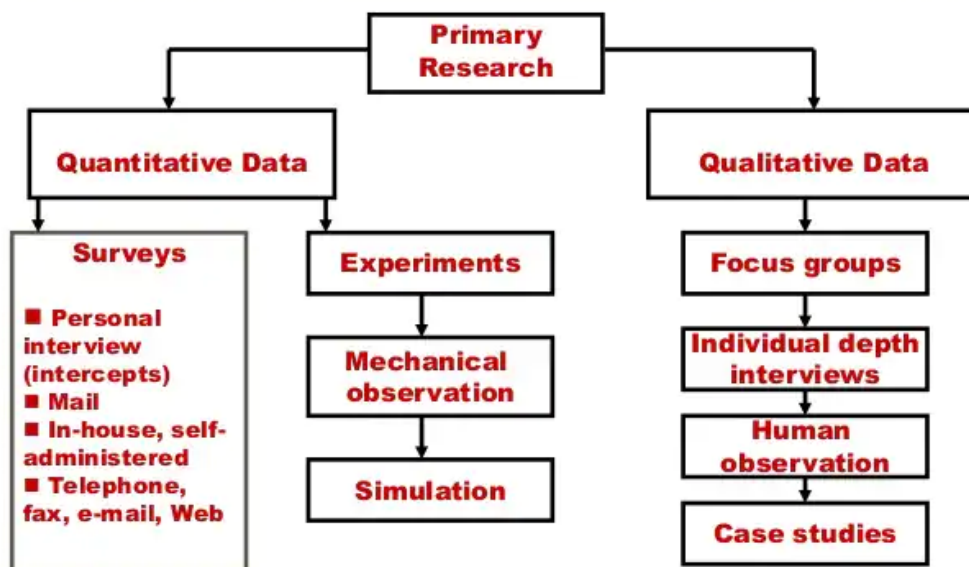 Primary
Research
Quantitative Data
Qualitative Data
Surveys
■ Personal
interview
(intercepts)
■ Mail
■ In-house, self-
administered
■ Telephone,
fax, e-mail, Web
Experiments
Mechanical
observation
Simulation
Focus groups
Individual depth
interviews
Human
observation
Case studies